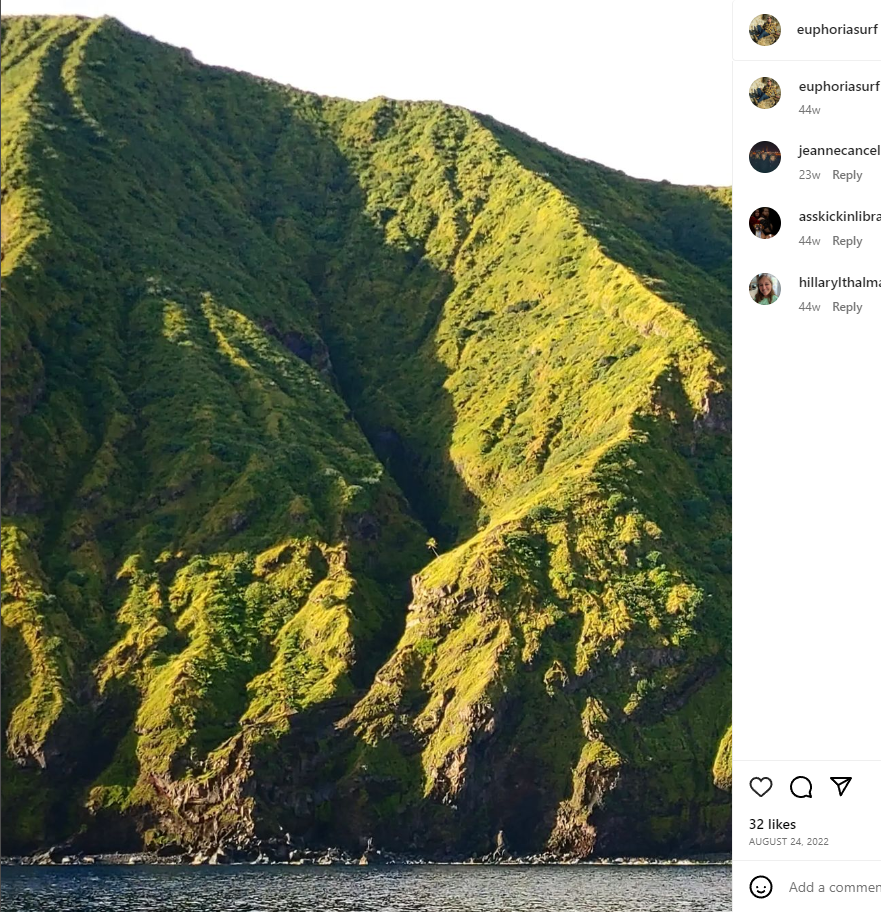 euphoriasurf
euphoriasurf
44w
jeannecancel
23w Reply
asskickinlibra
44w Reply
hillarylthalma
44w Reply
32 likes
AUGUST 24, 2022
Add a commen